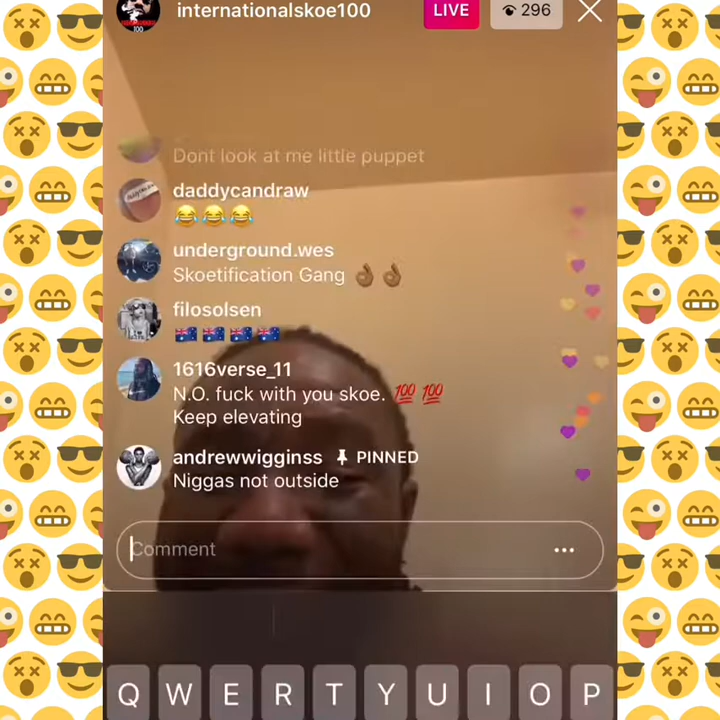 internationalskoe100
LIVE
296
100
Dont look at me little puppet
daddycandraw
😂😂😂
underground.wes
Skoetification Gang 👌🏾 👌🏾
filosolsen
🇦🇺 🇦🇺 🇦🇺 🇦🇺
1616verse_11
N.O. fuck with you skoe. 💯 💯
Keep elevating
andrewwigginss PINNED
Niggas not outside
Comment
Q W E R T Y U I O P